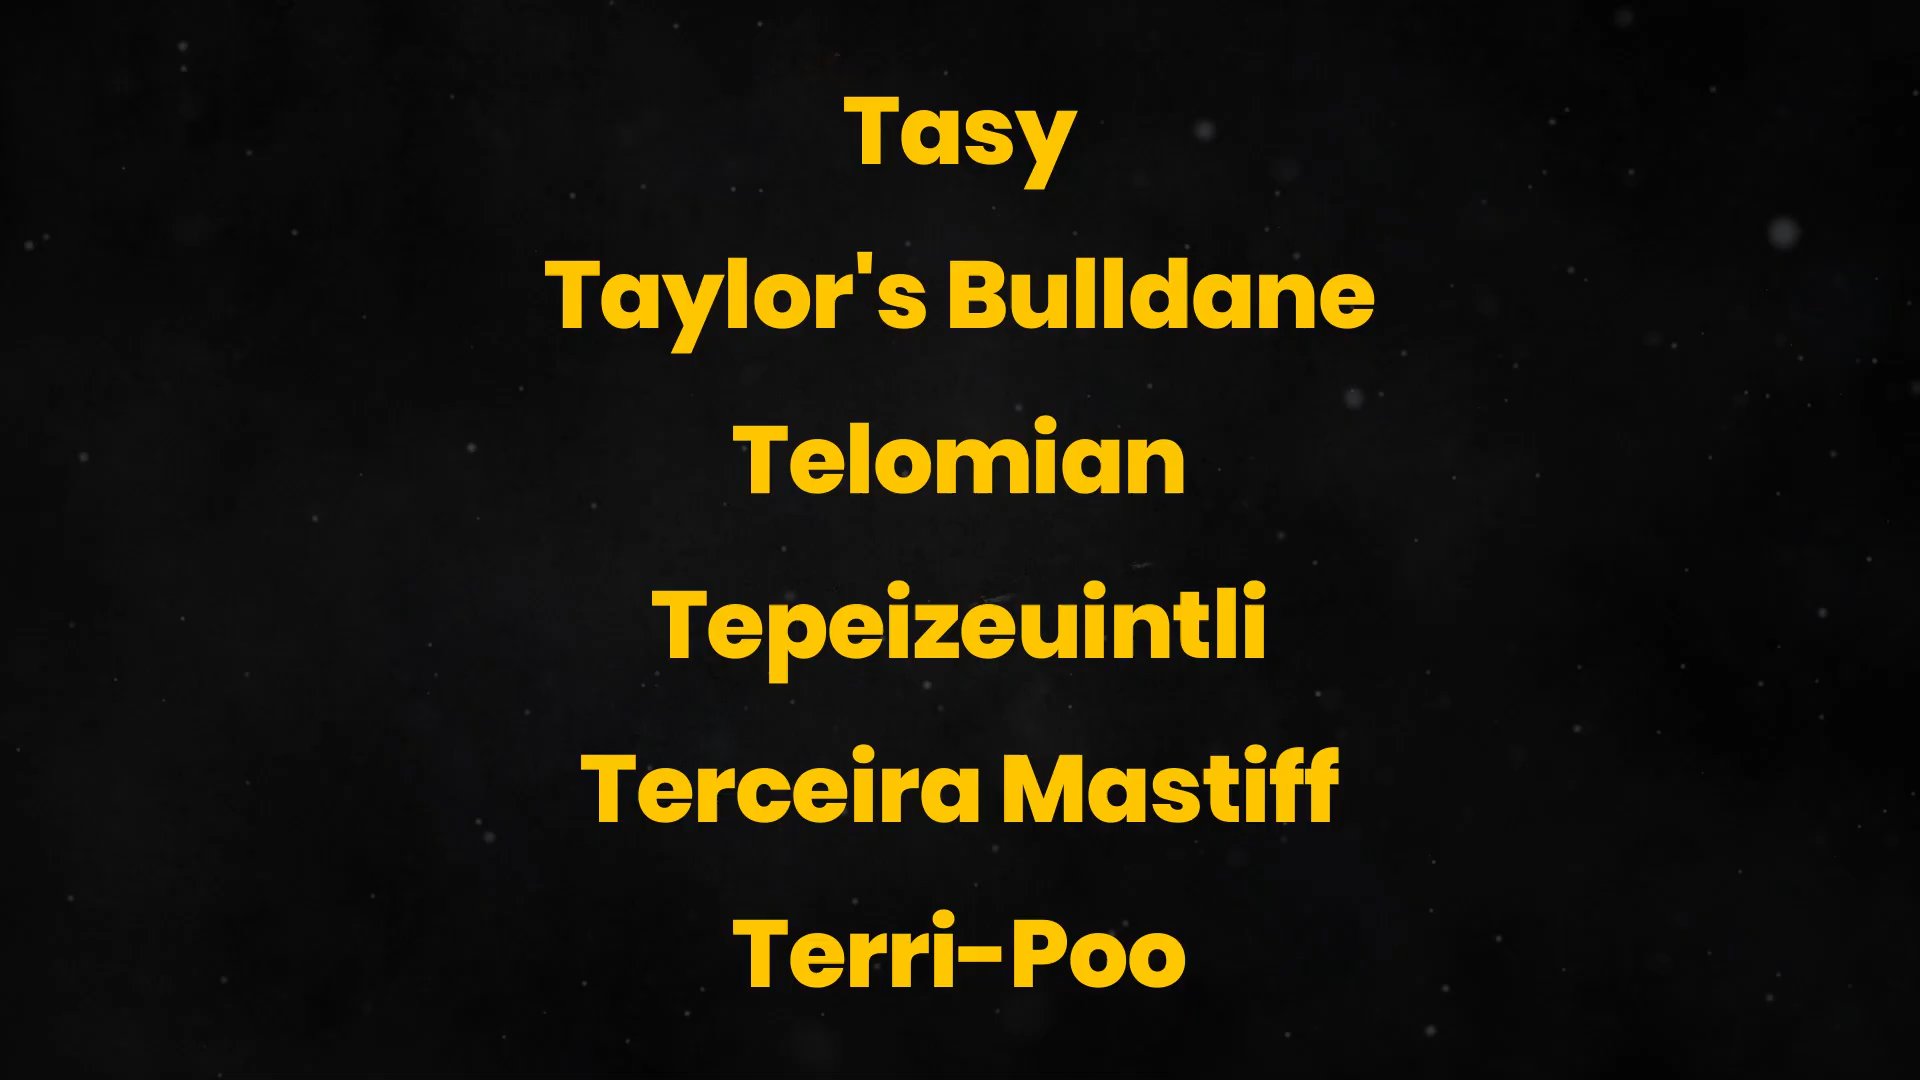 Tasy
Taylor's Bulldane
Telomian
Tepeizeuintli
Terceira Mastiff
Terri-Poo